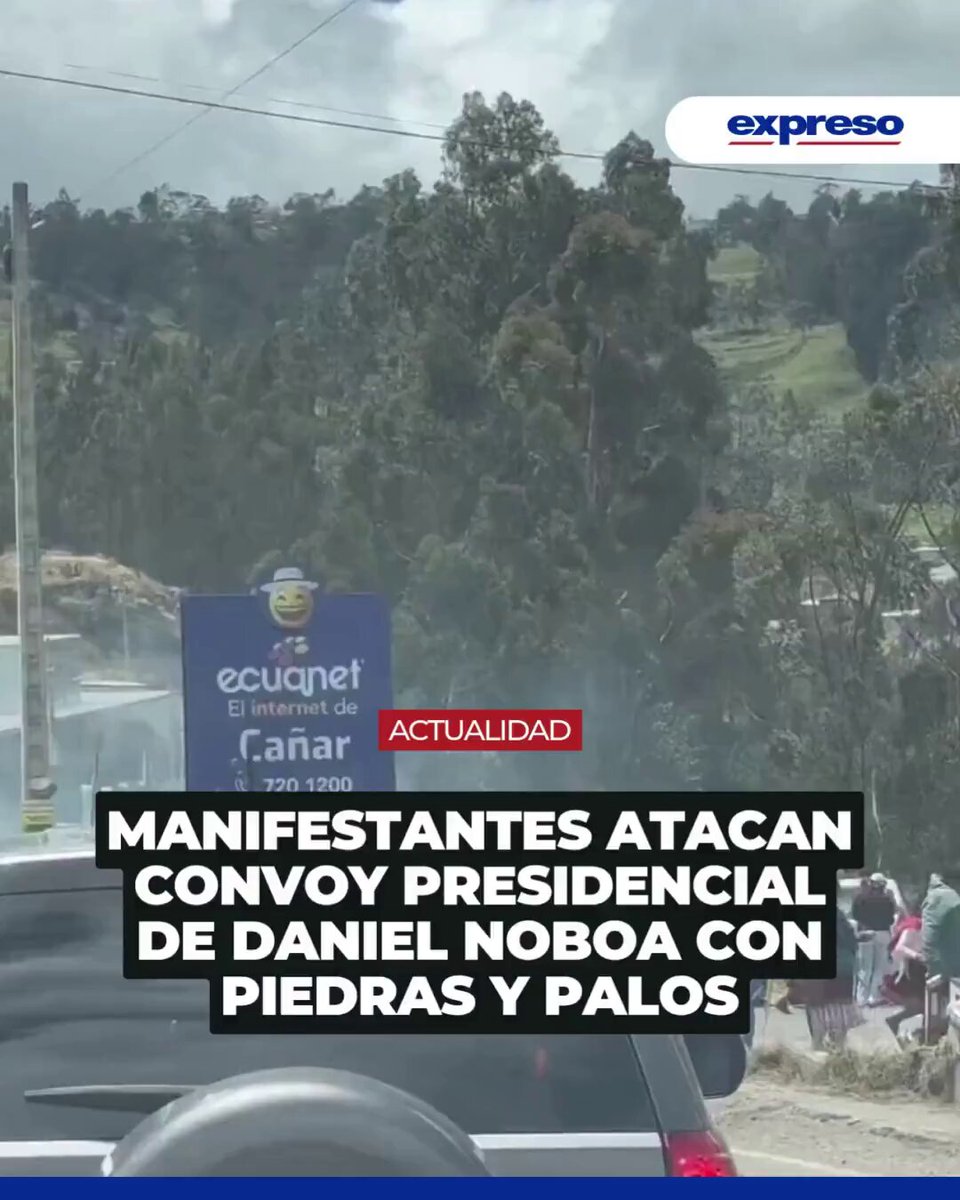 expreso
ecuanet
El internet de
Cañar
720 1200
ACTUALIDAD
MANIFESTANTES ATACAN
CONVOY PRESIDENCIAL
DE DANIEL NOBOA CON
PIEDRAS Y PALOS